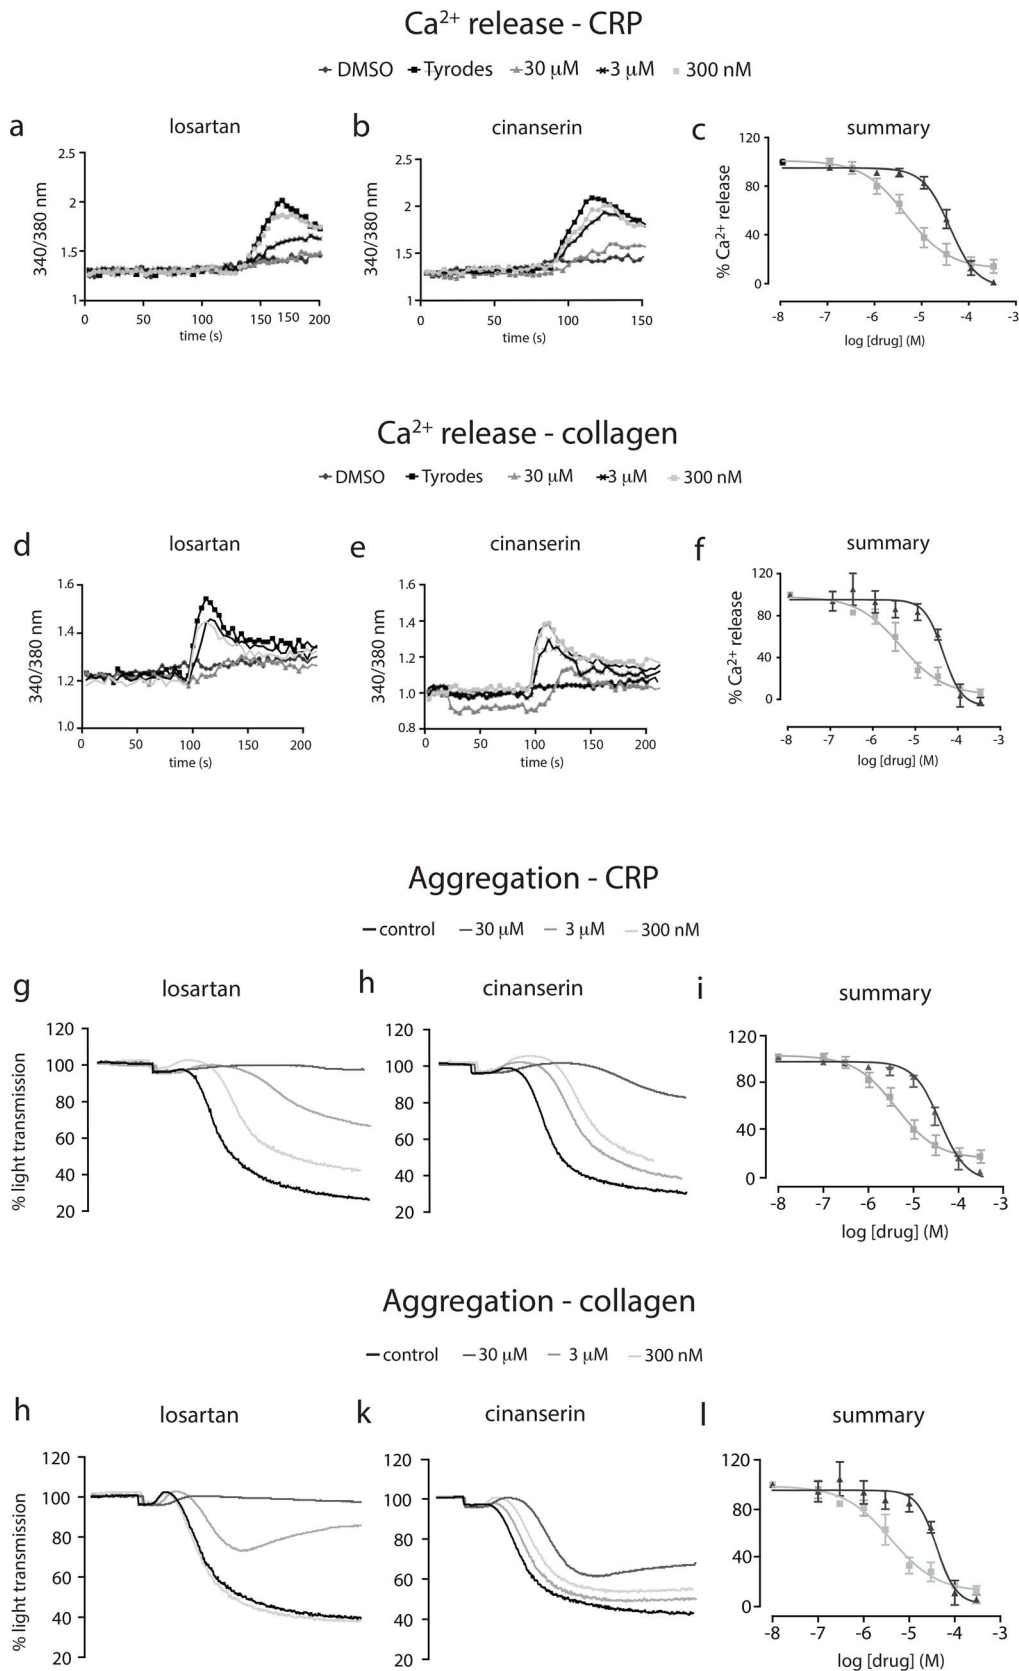 Ca2+ release - CRP
DMSO Tyrodes 30 µM 3 µM 300 nM
a losartan
b cinanserin
c summary
340/380 nm
2.5
2
1.5
1
0 50 100 150 150 200
time (s)
340/380 nm
2.5
2
1.5
1
0 50 100 150
time (s)
% Ca2+ release
120
80
40
0
-8 -7 -6 -5 -4 -3
log [drug] (M)
Ca2+ release - collagen
DMSO Tyrodes 30 µM 3 µM 300 nM
d losartan
e cinanserin
f summary
340/380 nm
1.6
1.4
1.2
1.0
0 50 100 150 200
time (s)
340/380 nm
1.6
1.4
1.2
1.0
0.8
0 50 100 150 200
time (s)
% Ca2+ release
120
80
40
0
-8 -7 -6 -5 -4 -3
log [drug] (M)
Aggregation - CRP
control 30 µM 3 µM 300 nM
g losartan
h cinanserin
i summary
% light transmission
120
100
80
60
40
20
120
100
80
60
40
20
120
80
40
0
-8 -7 -6 -5 -4 -3
log [drug] (M)
Aggregation - collagen
control 30 µM 3 µM 300 nM
h losartan
k cinanserin
l summary
% light transmission
120
100
80
60
40
20
120
100
80
60
40
20
120
80
40
0
-8 -7 -6 -5 -4 -3
log [drug] (M)